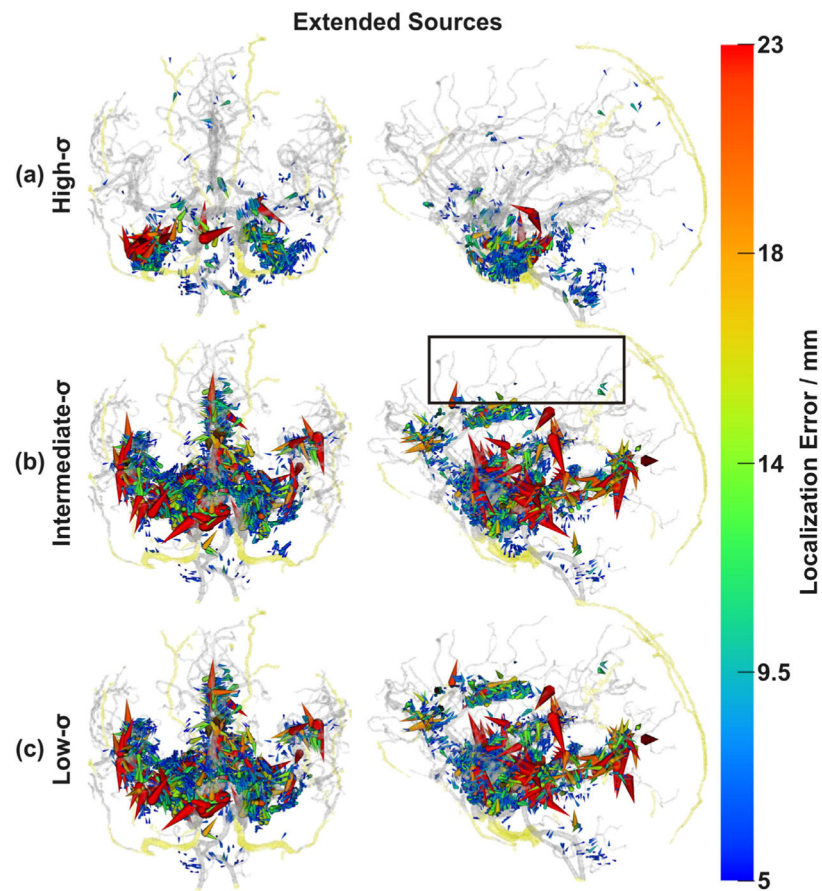 Extended Sources
(a) High-σ
(b) Intermediate-σ
(c) Low-σ
23
18
14
9.5
5
Localization Error / mm